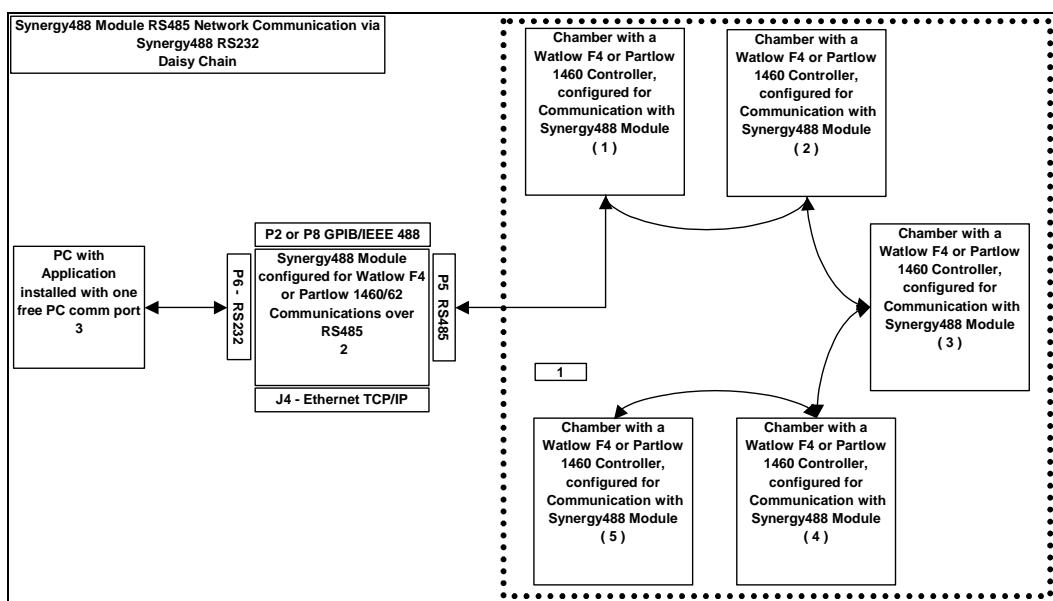 Synergy488 Module RS485 Network Communication via
Synergy488 RS232
Daisy Chain
Chamber with a
Watlow F4 or Partlow
1460 Controller,
configured for
Communication with
Synergy488 Module
( 1 )
Chamber with a
Watlow F4 or Partlow
1460 Controller,
configured for
Communication with
Synergy488 Module
( 2 )
PC with
Application
installed with one
free PC comm port
3
P6 - RS232
P2 or P8 GPIB/IEEE 488
Synergy488 Module
configured for Watlow F4
or Partlow 1460/62
Communications over
RS485
2
J4 - Ethernet TCP/IP
P5 RS485
Chamber with a
Watlow F4 or Partlow
1460 Controller,
configured for
Communication with
Synergy488 Module
( 3 )
1
Chamber with a
Watlow F4 or Partlow
1460 Controller,
configured for
Communication with
Synergy488 Module
( 5 )
Chamber with a
Watlow F4 or Partlow
1460 Controller,
configured for
Communication with
Synergy488 Module
( 4 )